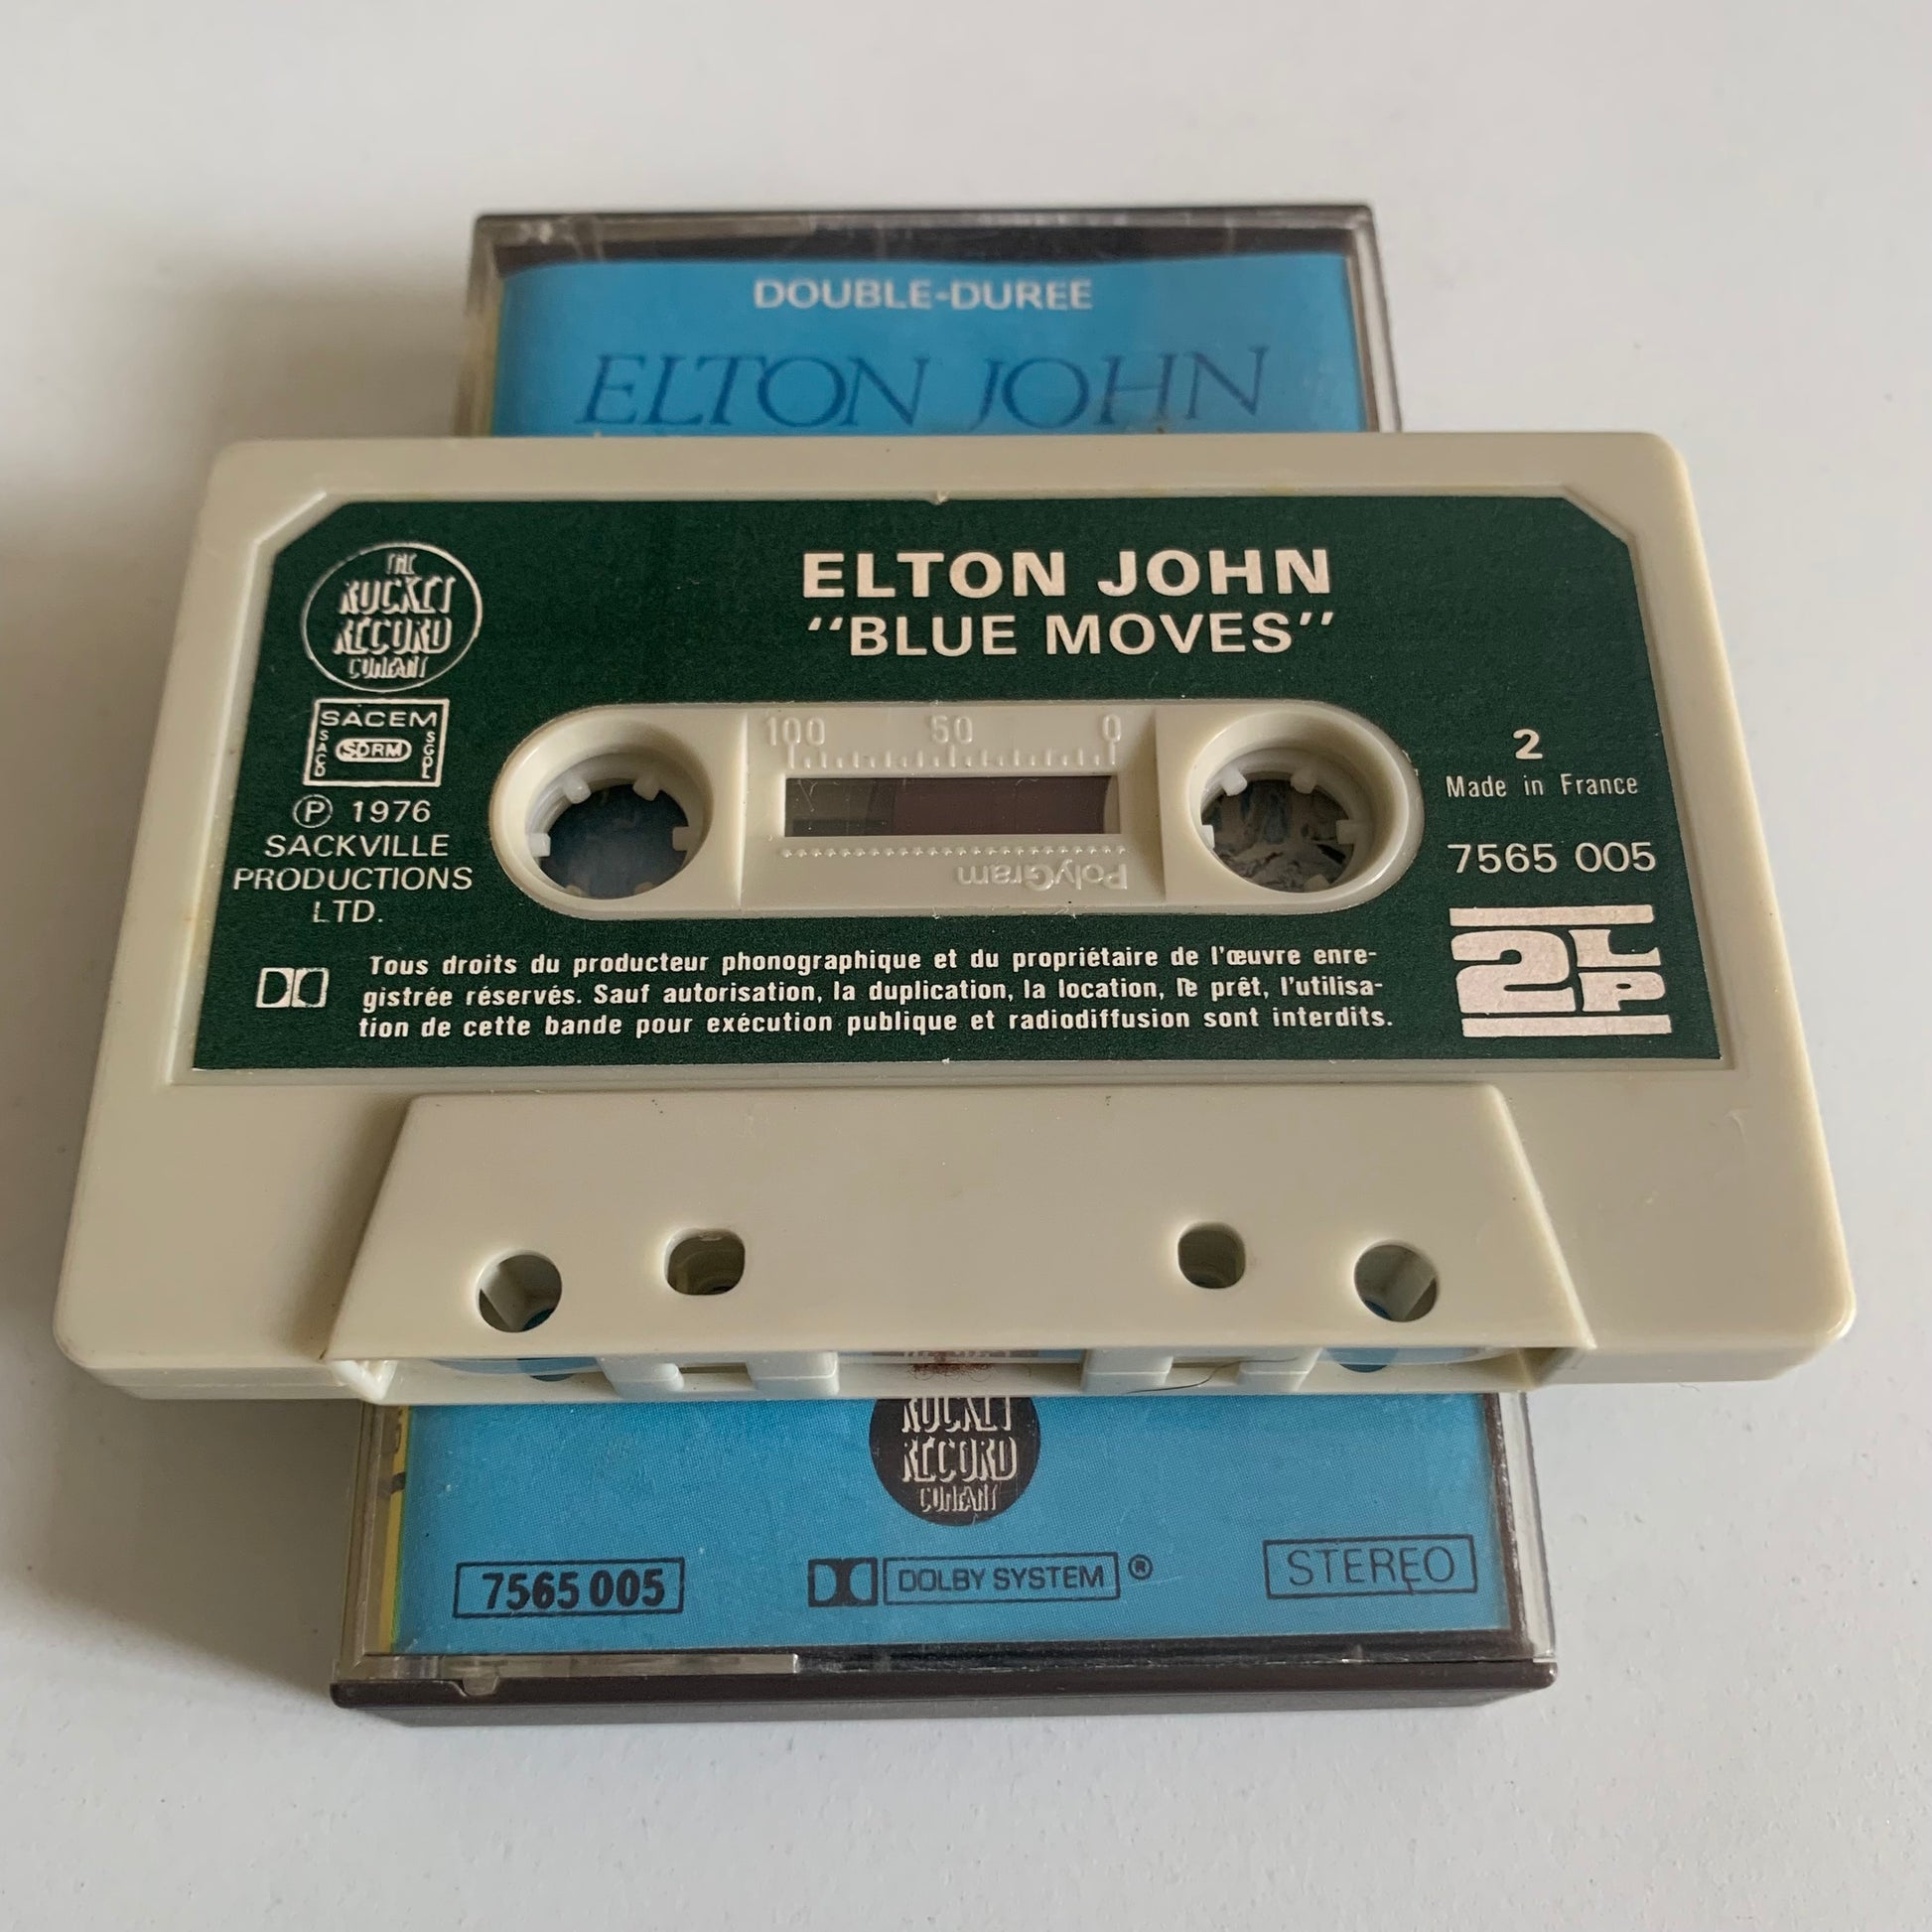 DOUBLE-DUREE
ELTON JOHN
THE
ROCKET
RECORD
COMPANY
ELTON JOHN
"BLUE MOVES"
SACEM
SACD
SDRM
SGDL
Ⓟ 1976
SACKVILLE
PRODUCTIONS
LTD.
100 50 0
PolyGram
2
Made in France
7565 005
2LP
Tous droits du producteur phonographique et du propriétaire de l'œuvre enre-
gistrée réservés. Sauf autorisation, la duplication, la location, le prêt, l'utilisa-
tion de cette bande pour exécution publique et radiodiffusion sont interdits.
ROCKET
RECORD
COMPANY
7565 005
DOLBY SYSTEM ®
STEREO